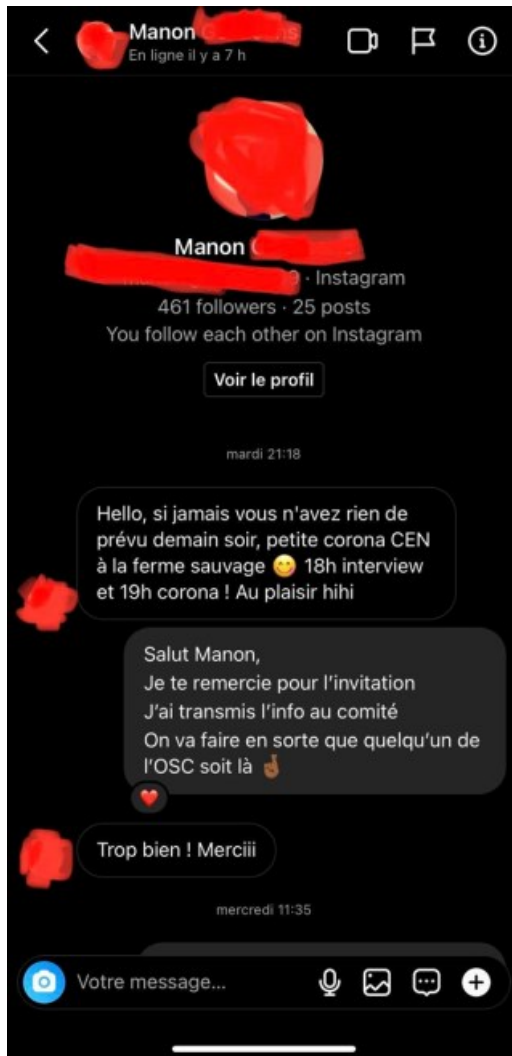 Manon
En ligne il y a 7 h
Manon
· Instagram
461 followers · 25 posts
You follow each other on Instagram
Voir le profil
mardi 21:18
Hello, si jamais vous n'avez rien de
prévu demain soir, petite corona CEN
à la ferme sauvage 😋 18h interview
et 19h corona ! Au plaisir hihi
Salut Manon,
Je te remercie pour l'invitation
J'ai transmis l'info au comité
On va faire en sorte que quelqu'un de
l'OSC soit là 🤞🏾
Trop bien ! Merciii
mercredi 11:35
Votre message...